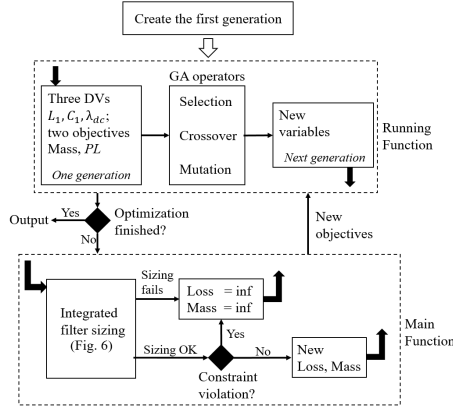 Create the first generation
GA operators
Three DVs
L₁, C₁, λ_dc;
two objectives
Mass, PL
One generation
Selection
Crossover
Mutation
New
variables
Next generation
Running
Function
Output
Yes
Optimization
finished?
No
New
objectives
Integrated
filter sizing
(Fig. 6)
Sizing
fails
Loss = inf
Mass = inf
Yes
Sizing OK
No
Constraint
violation?
New
Loss, Mass
Main
Function